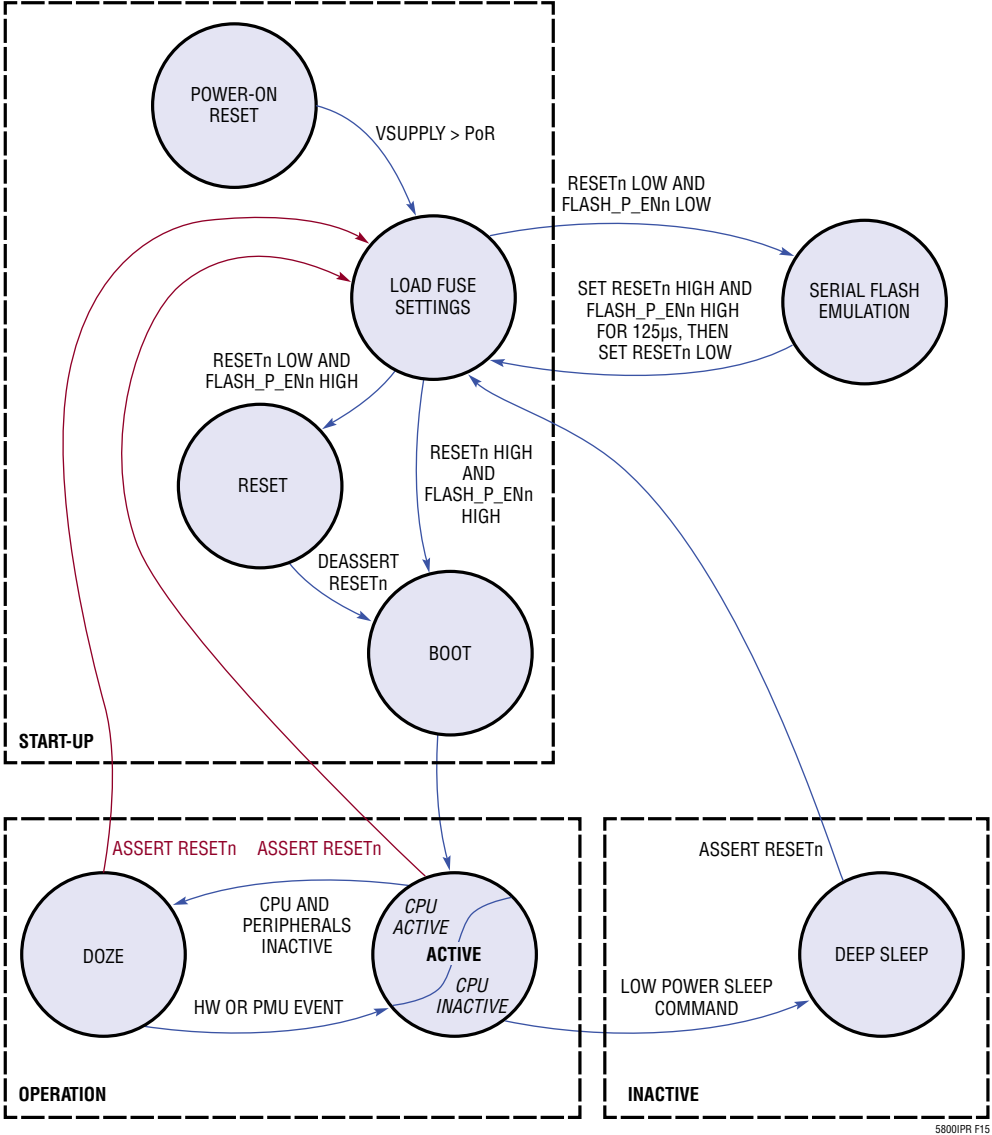 POWER-ON
RESET
VSUPPLY > PoR
RESETn LOW AND
FLASH_P_ENn LOW
LOAD FUSE
SETTINGS
SET RESETn HIGH AND
FLASH_P_ENn HIGH
FOR 125µs, THEN
SET RESETn LOW
SERIAL FLASH
EMULATION
RESETn LOW AND
FLASH_P_ENn HIGH
RESET
RESETn HIGH
AND
FLASH_P_ENn
HIGH
DEASSERT
RESETn
BOOT
START-UP
ASSERT RESETn
ASSERT RESETn
ASSERT RESETn
CPU AND
PERIPHERALS
INACTIVE
CPU
ACTIVE
ACTIVE
CPU
INACTIVE
DOZE
DEEP SLEEP
HW OR PMU EVENT
LOW POWER SLEEP
COMMAND
OPERATION
INACTIVE
5800IPR F15